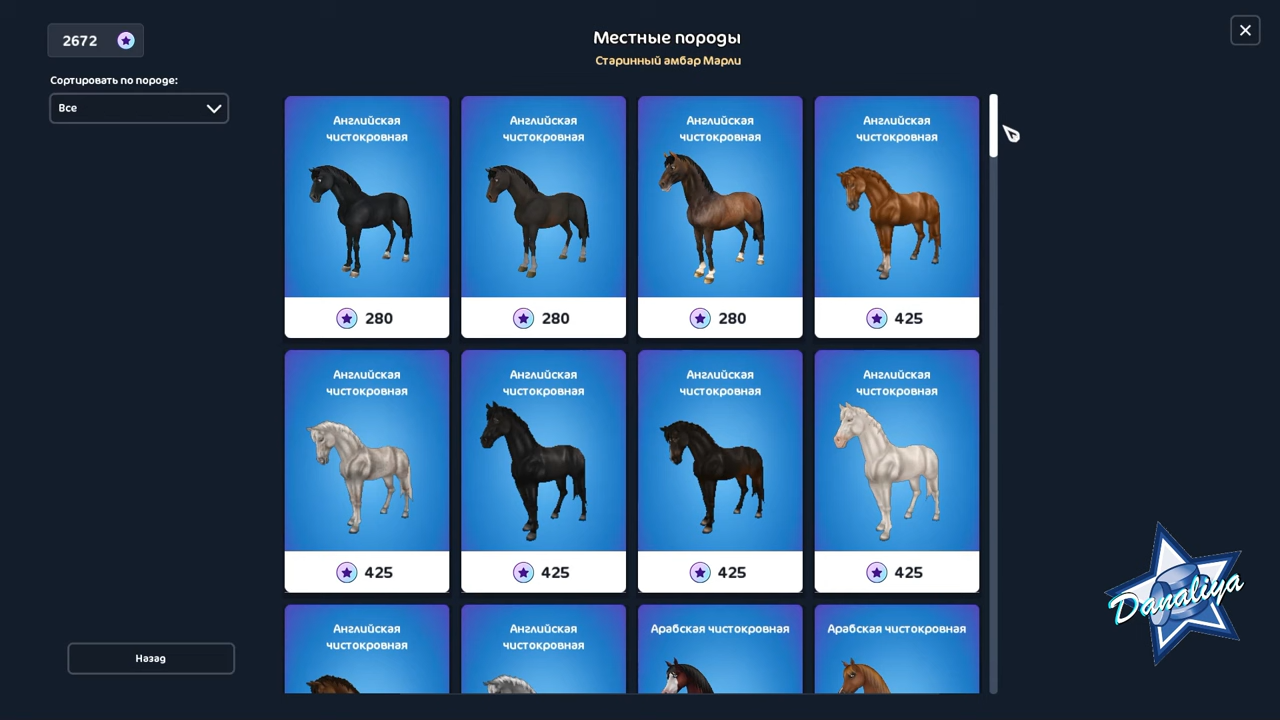 2672
Местные породы
Старинный амбар Марли
Сортировать по породе:
Все
Английская чистокровная
280
Английская чистокровная
280
Английская чистокровная
280
Английская чистокровная
425
Английская чистокровная
425
Английская чистокровная
425
Английская чистокровная
425
Английская чистокровная
425
Английская чистокровная
Английская чистокровная
Арабская чистокровная
Арабская чистокровная
Назад
Danaliya